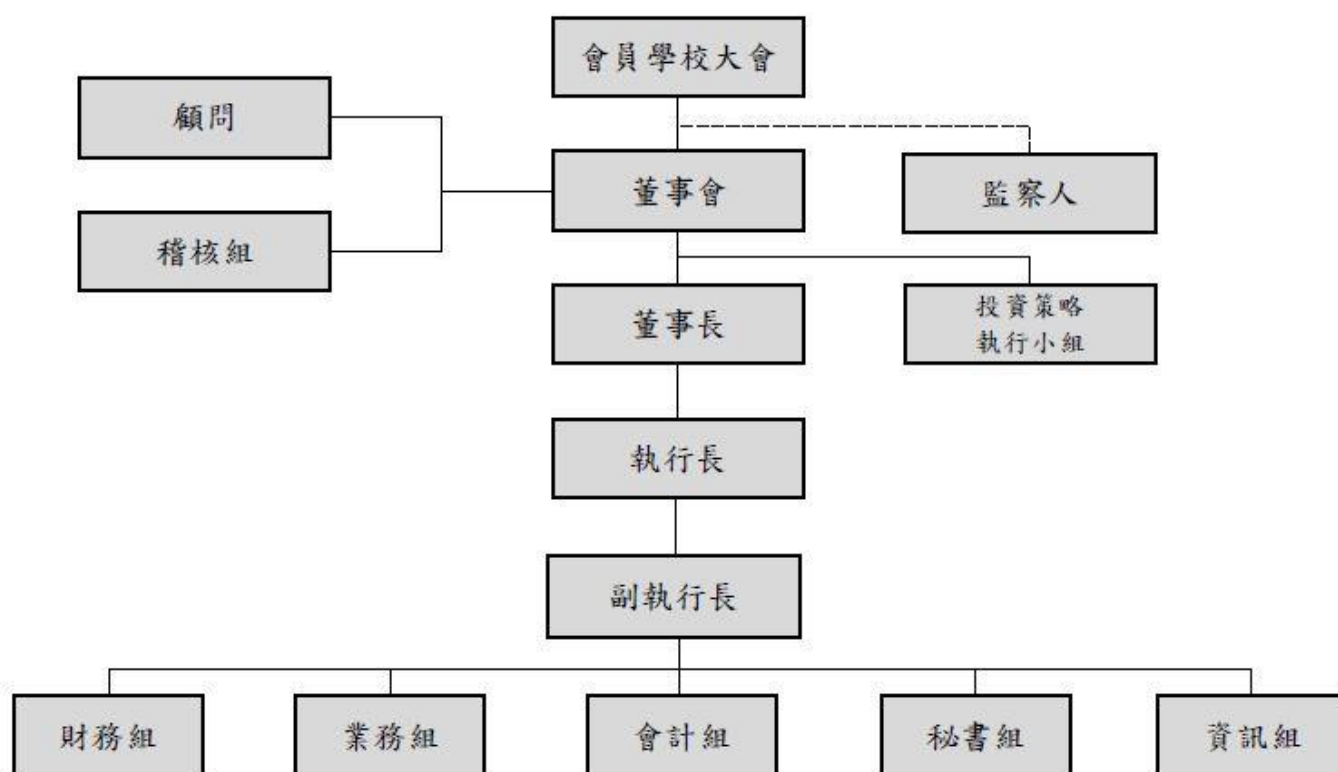 會員學校大會
顧問
董事會
監察人
稽核組
董事長
投資策略
執行小組
執行長
副執行長
財務組
業務組
會計組
秘書組
資訊組